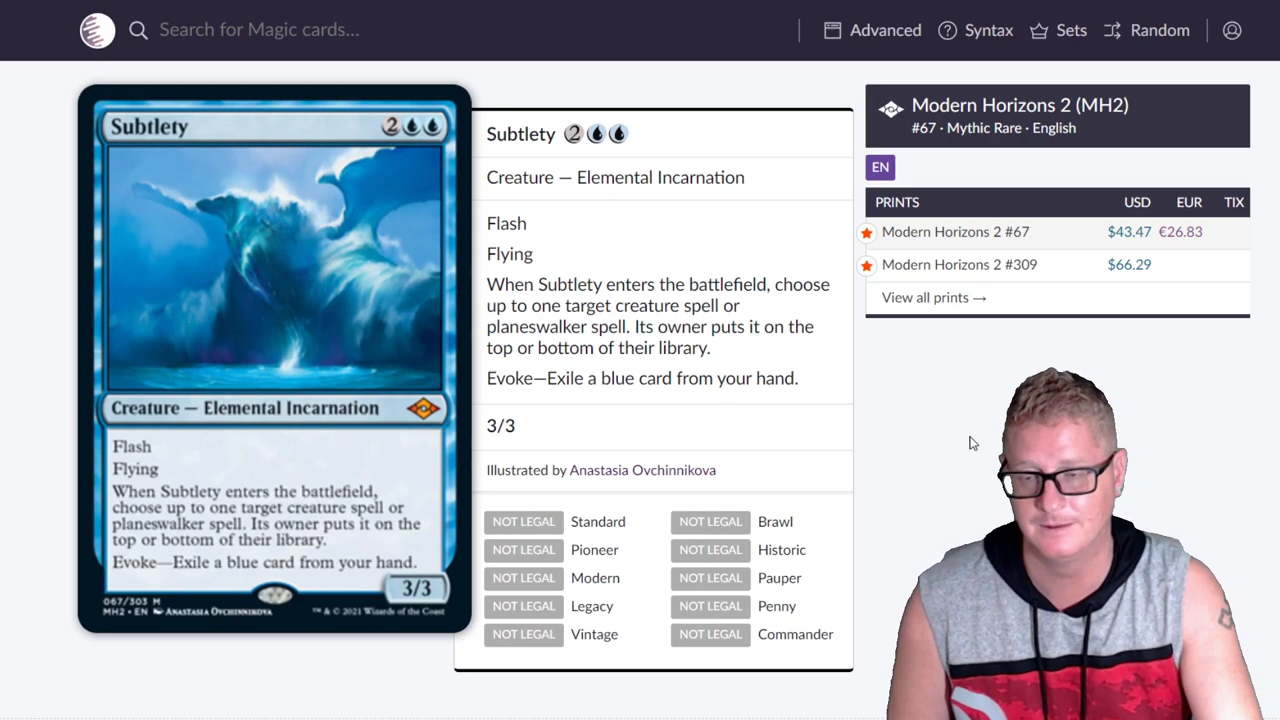 Search for Magic cards...
Advanced
Syntax
Sets
Random
Subtlety 2
Creature — Elemental Incarnation
Flash
Flying
When Subtlety enters the battlefield,
choose up to one target creature spell or
planeswalker spell. Its owner puts it on the
top or bottom of their library.
Evoke—Exile a blue card from your hand.
3/3
067/303 M
MH2 • EN Anastasia Ovchinnikova
™ & © 2021 Wizards of the Coast
Subtlety 2
Creature — Elemental Incarnation
Flash
Flying
When Subtlety enters the battlefield, choose
up to one target creature spell or
planeswalker spell. Its owner puts it on the
top or bottom of their library.
Evoke—Exile a blue card from your hand.
3/3
Illustrated by Anastasia Ovchinnikova
NOT LEGAL Standard NOT LEGAL Brawl
NOT LEGAL Pioneer NOT LEGAL Historic
NOT LEGAL Modern NOT LEGAL Pauper
NOT LEGAL Legacy NOT LEGAL Penny
NOT LEGAL Vintage NOT LEGAL Commander
Modern Horizons 2 (MH2)
#67 · Mythic Rare · English
EN
PRINTS USD EUR TIX
Modern Horizons 2 #67 $43.47 €26.83
Modern Horizons 2 #309 $66.29
View all prints →